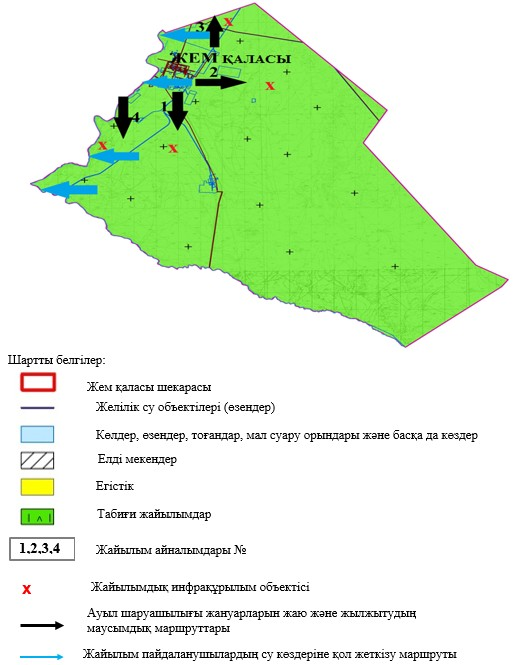 3
x
ЖЕМ ҚАЛАСЫ
2
x
1
4
x
x
Шартты белгілер:
Жем қаласы шекарасы
Желілік су объектілері (өзендер)
Көлдер, өзендер, тоғандар, мал суару орындары және басқа да көздер
Елді мекендер
Егістік
Табиғи жайылымдар
1,2,3,4 Жайылым айналымдары №
x Жайылымдық инфрақұрылым объектісі
Ауыл шаруашылығы жануарларын жаю және жылжытудың
маусымдық маршруттары
Жайылым пайдаланушылардың су көздеріне қол жеткізу маршруты